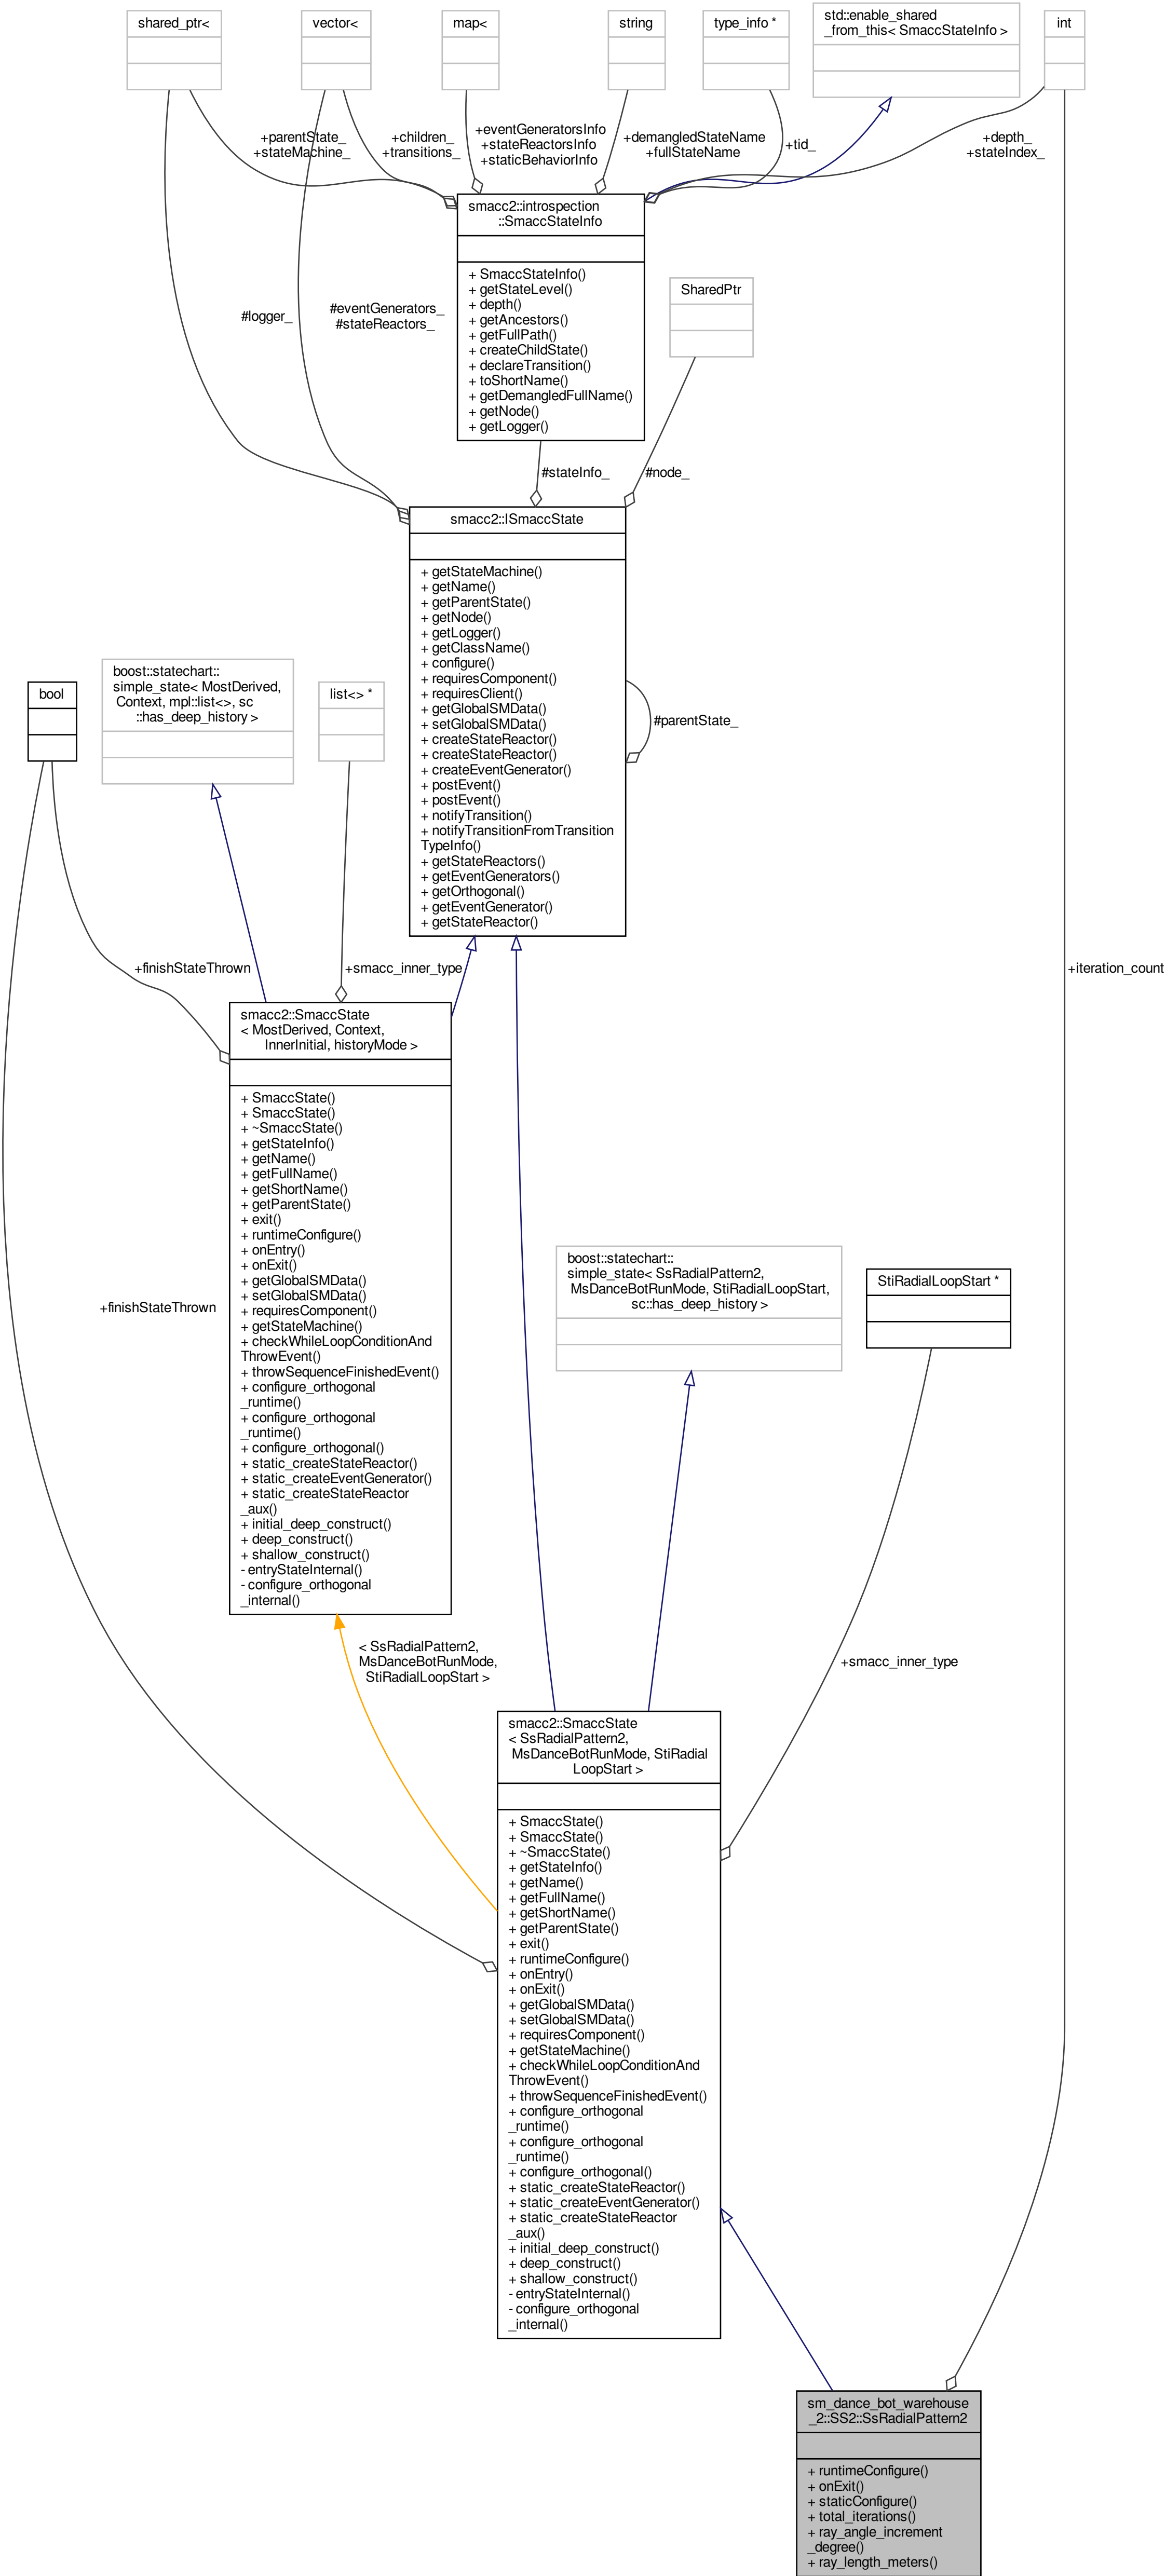 shared_ptr<
vector<
map<
string
type_info *
std::enable_shared
_from_this< SmaccStateInfo >
int
+parentState_
+stateMachine_
+children_
+transitions_
+eventGeneratorsInfo
+stateReactorsInfo
+staticBehaviorInfo
+demangledStateName
+fullStateName
+tid_
+depth_
+stateIndex_
smacc2::introspection
::SmaccStateInfo
+ SmaccStateInfo()
+ getStateLevel()
+ depth()
+ getAncestors()
+ getFullPath()
+ createChildState()
+ declareTransition()
+ toShortName()
+ getDemangledFullName()
+ getNode()
+ getLogger()
SharedPtr
#logger_
#eventGenerators_
#stateReactors_
#stateInfo_
#node_
smacc2::ISmaccState
+ getStateMachine()
+ getName()
+ getParentState()
+ getNode()
+ getLogger()
+ getClassName()
+ configure()
+ requiresComponent()
+ requiresClient()
+ getGlobalSMData()
+ setGlobalSMData()
+ createStateReactor()
+ createStateReactor()
+ createEventGenerator()
+ postEvent()
+ postEvent()
+ notifyTransition()
+ notifyTransitionFromTransition
TypeInfo()
+ getStateReactors()
+ getEventGenerators()
+ getOrthogonal()
+ getEventGenerator()
+ getStateReactor()
#parentState_
bool
boost::statechart::
simple_state< MostDerived,
Context, mpl::list<>, sc
::has_deep_history >
list<> *
+finishStateThrown
+smacc_inner_type
+iteration_count
smacc2::SmaccState
< MostDerived, Context,
InnerInitial, historyMode >
+ SmaccState()
+ SmaccState()
+ ~SmaccState()
+ getStateInfo()
+ getName()
+ getFullName()
+ getShortName()
+ getParentState()
+ exit()
+ runtimeConfigure()
+ onEntry()
+ onExit()
+ getGlobalSMData()
+ setGlobalSMData()
+ requiresComponent()
+ getStateMachine()
+ checkWhileLoopConditionAnd
ThrowEvent()
+ throwSequenceFinishedEvent()
+ configure_orthogonal
_runtime()
+ configure_orthogonal
_runtime()
+ configure_orthogonal()
+ static_createStateReactor()
+ static_createEventGenerator()
+ static_createStateReactor
_aux()
+ initial_deep_construct()
+ deep_construct()
+ shallow_construct()
- entryStateInternal()
- configure_orthogonal
_internal()
+finishStateThrown
boost::statechart::
simple_state< SsRadialPattern2,
MsDanceBotRunMode, StiRadialLoopStart,
sc::has_deep_history >
StiRadialLoopStart *
< SsRadialPattern2,
MsDanceBotRunMode,
StiRadialLoopStart >
+smacc_inner_type
smacc2::SmaccState
< SsRadialPattern2,
MsDanceBotRunMode, StiRadial
LoopStart >
+ SmaccState()
+ SmaccState()
+ ~SmaccState()
+ getStateInfo()
+ getName()
+ getFullName()
+ getShortName()
+ getParentState()
+ exit()
+ runtimeConfigure()
+ onEntry()
+ onExit()
+ getGlobalSMData()
+ setGlobalSMData()
+ requiresComponent()
+ getStateMachine()
+ checkWhileLoopConditionAnd
ThrowEvent()
+ throwSequenceFinishedEvent()
+ configure_orthogonal
_runtime()
+ configure_orthogonal
_runtime()
+ configure_orthogonal()
+ static_createStateReactor()
+ static_createEventGenerator()
+ static_createStateReactor
_aux()
+ initial_deep_construct()
+ deep_construct()
+ shallow_construct()
- entryStateInternal()
- configure_orthogonal
_internal()
sm_dance_bot_warehouse
_2::SS2::SsRadialPattern2
+ runtimeConfigure()
+ onExit()
+ staticConfigure()
+ total_iterations()
+ ray_angle_increment
_degree()
+ ray_length_meters()